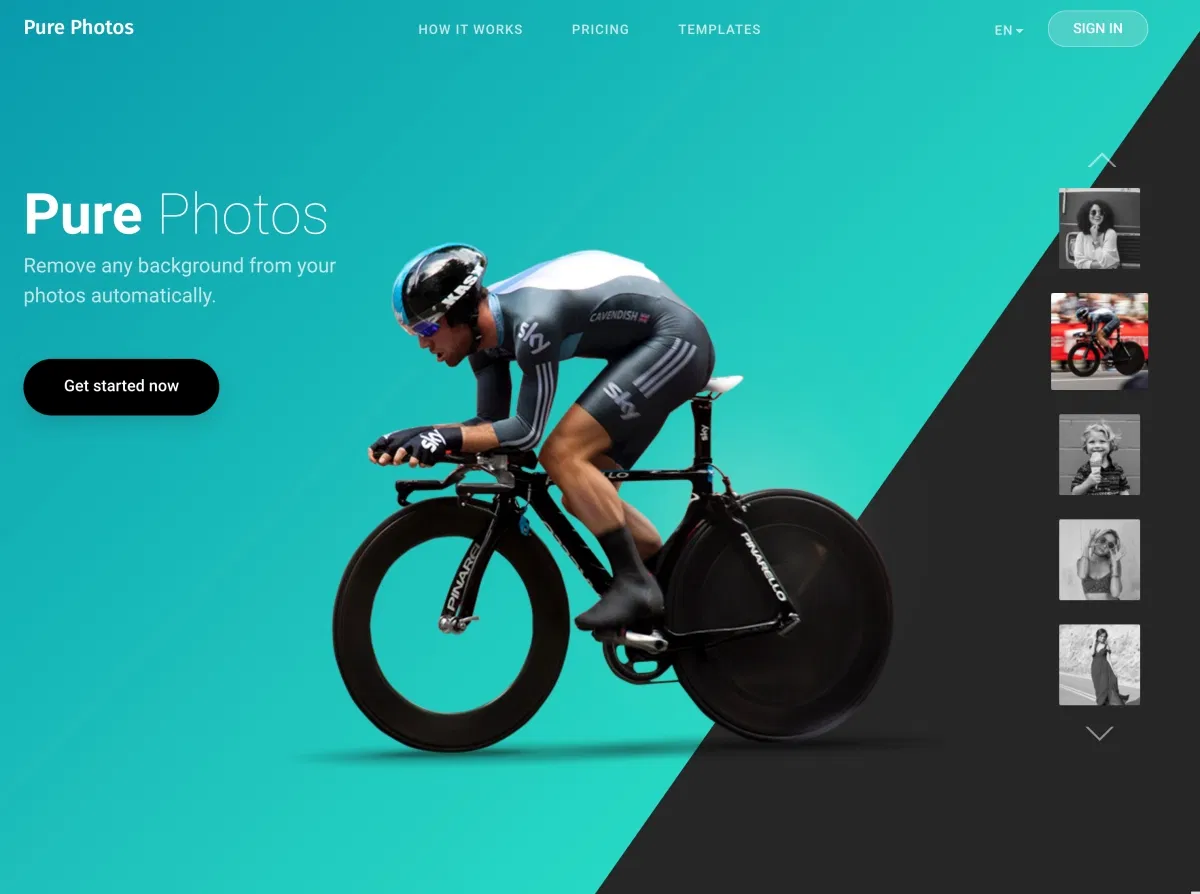 Pure Photos
HOW IT WORKS
PRICING
TEMPLATES
EN
SIGN IN
Pure Photos
Remove any background from your
photos automatically.
Get started now
KASK
sky
CAVENDISH
sky
sky
sky
PINARELLO
PINARELLO